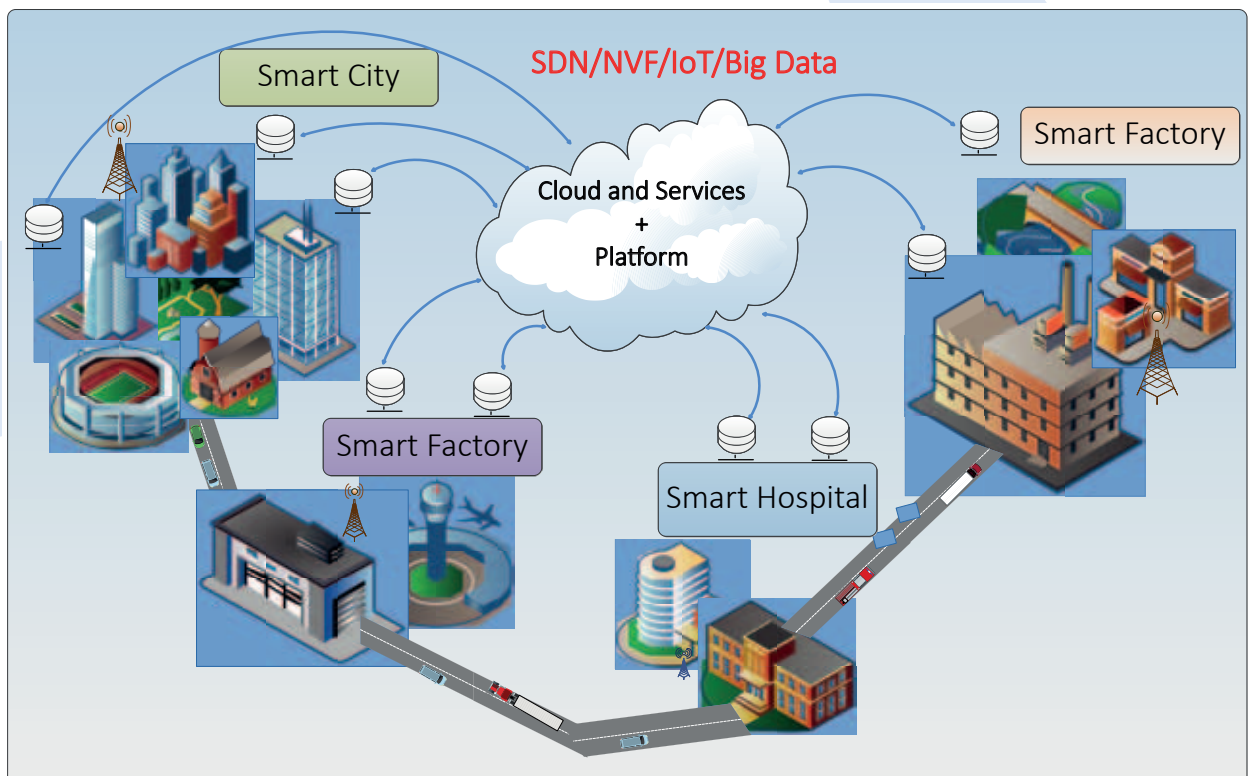 SDN/NVF/IoT/Big Data
Smart City
Smart Factory
Cloud and Services
+
Platform
Smart Factory
Smart Hospital